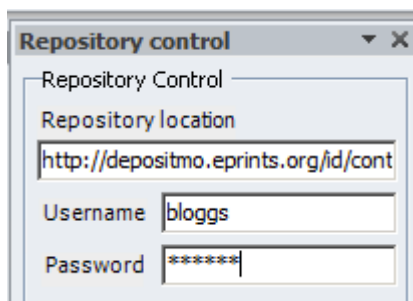 Repository control
Repository Control
Repository location
http://depositmo.eprints.org/id/cont
Username bloggs
Password ******